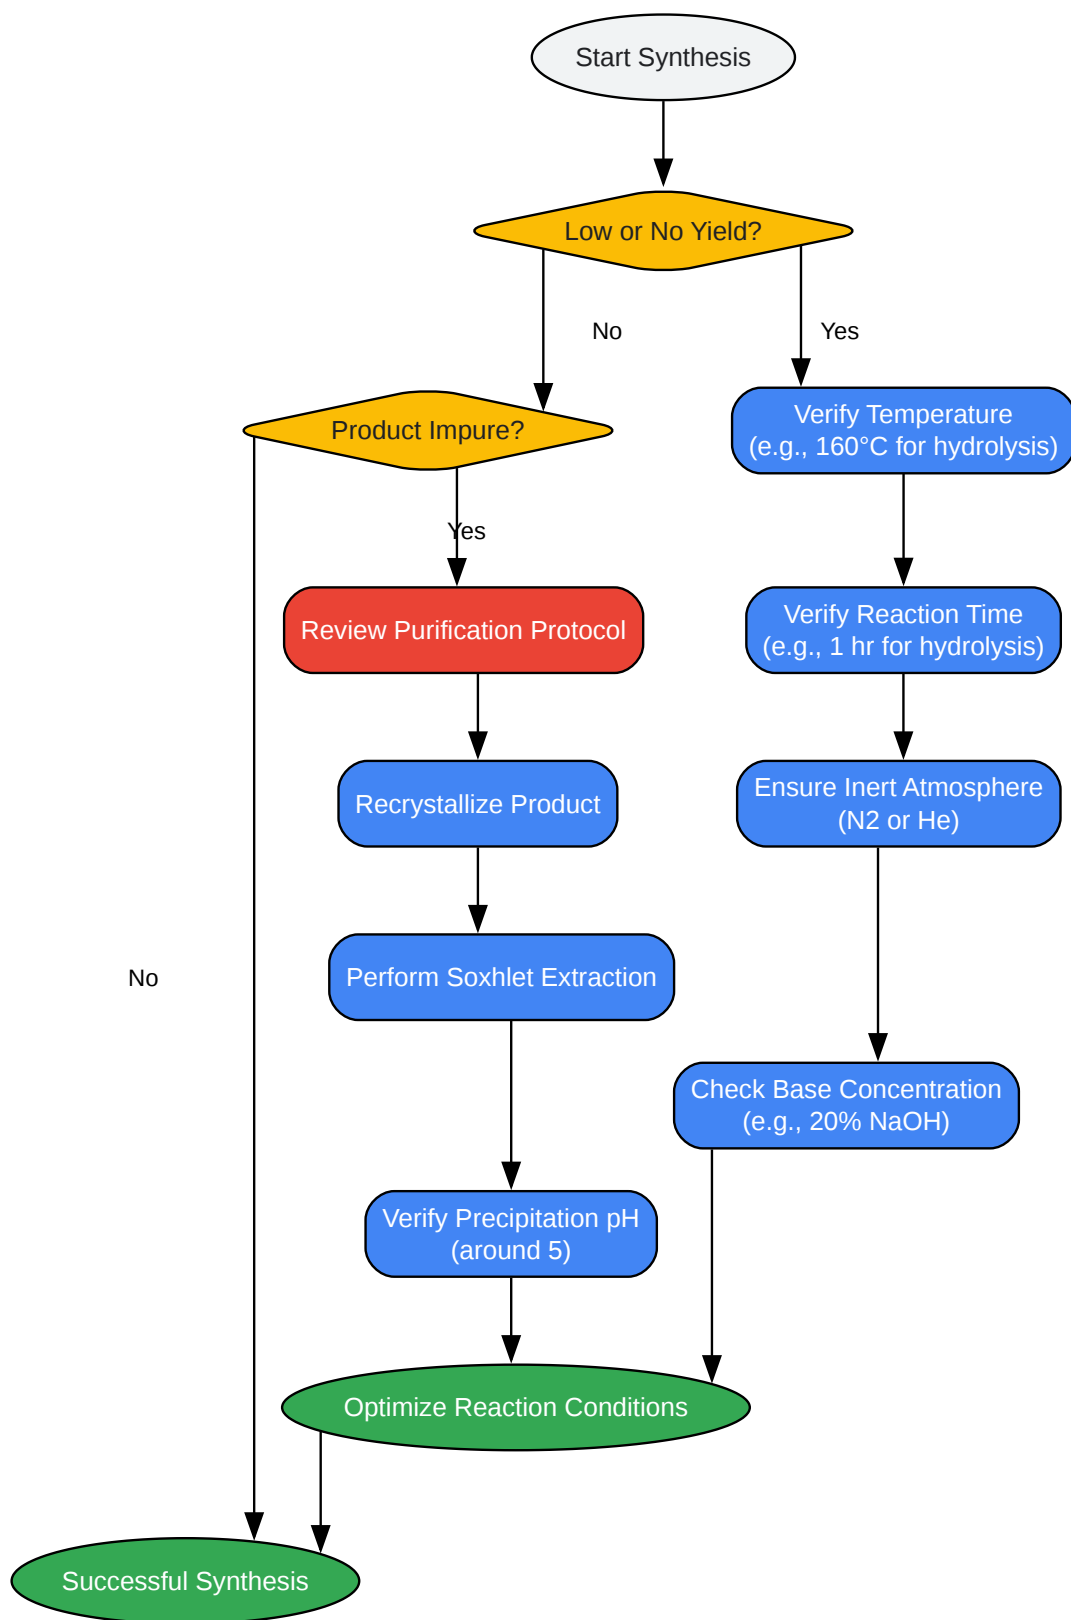 Start Synthesis
Low or No Yield?
No
Yes
Product Impure?
Verify Temperature
(e.g., 160°C for hydrolysis)
Yes
Review Purification Protocol
Verify Reaction Time
(e.g., 1 hr for hydrolysis)
Recrystallize Product
Ensure Inert Atmosphere
(N2 or He)
No
Perform Soxhlet Extraction
Check Base Concentration
(e.g., 20% NaOH)
Verify Precipitation pH
(around 5)
Optimize Reaction Conditions
Successful Synthesis